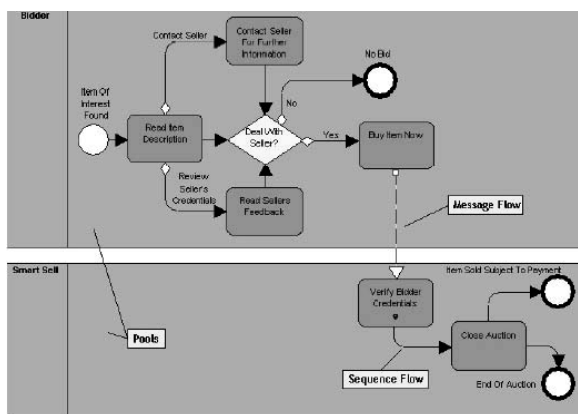 Bidder
Contact Seller
Contact Seller
For Further
Information
No Bid
Item Of
Interest
Found
No
Read Item
Description
Deal With
Seller?
Yes
Buy Item Now
Review
Seller's
Credentials
Read Sellers
Feedback
Message Flow
Smart Sell
Item Sold Subject To Payment
Verify Bidder
Credentials
Pools
Close Auction
Sequence Flow
End Of Auction